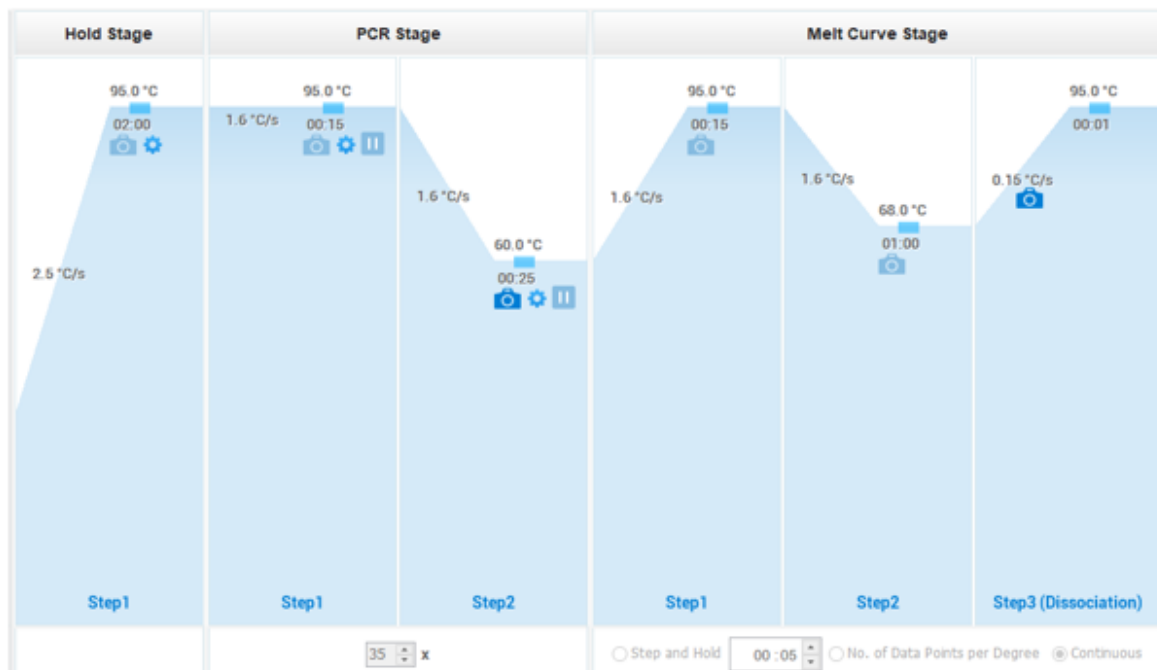 Hold Stage
PCR Stage
Melt Curve Stage
95.0 °C
02:00
2.5 °C/s
Step1
1.6 °C/s
95.0 °C
00:15
Step1
1.6 °C/s
60.0 °C
00:25
Step2
1.6 °C/s
95.0 °C
00:15
Step1
1.6 °C/s
68.0 °C
01:00
Step2
0.15 °C/s
95.0 °C
00:01
Step3 (Dissociation)
35 x
Step and Hold 00 :05 No. of Data Points per Degree Continuous